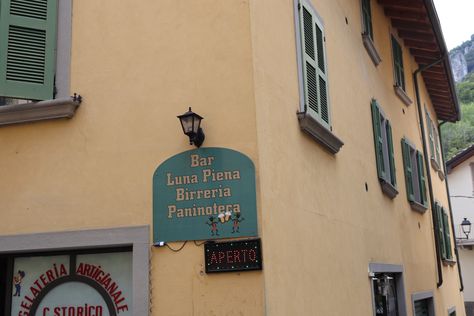 Bar
Luna Piena
Birreria
Paninoteca
APERTO
GELATERIA ARTIGIANALE
C. STORICO